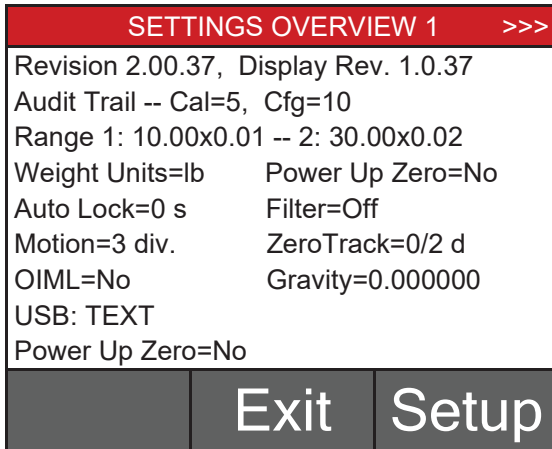 SETTINGS OVERVIEW 1 >>>
Revision 2.00.37, Display Rev. 1.0.37
Audit Trail -- Cal=5, Cfg=10
Range 1: 10.00x0.01 -- 2: 30.00x0.02
Weight Units=lb Power Up Zero=No
Auto Lock=0 s Filter=Off
Motion=3 div. ZeroTrack=0/2 d
OIML=No Gravity=0.000000
USB: TEXT
Power Up Zero=No
Exit Setup